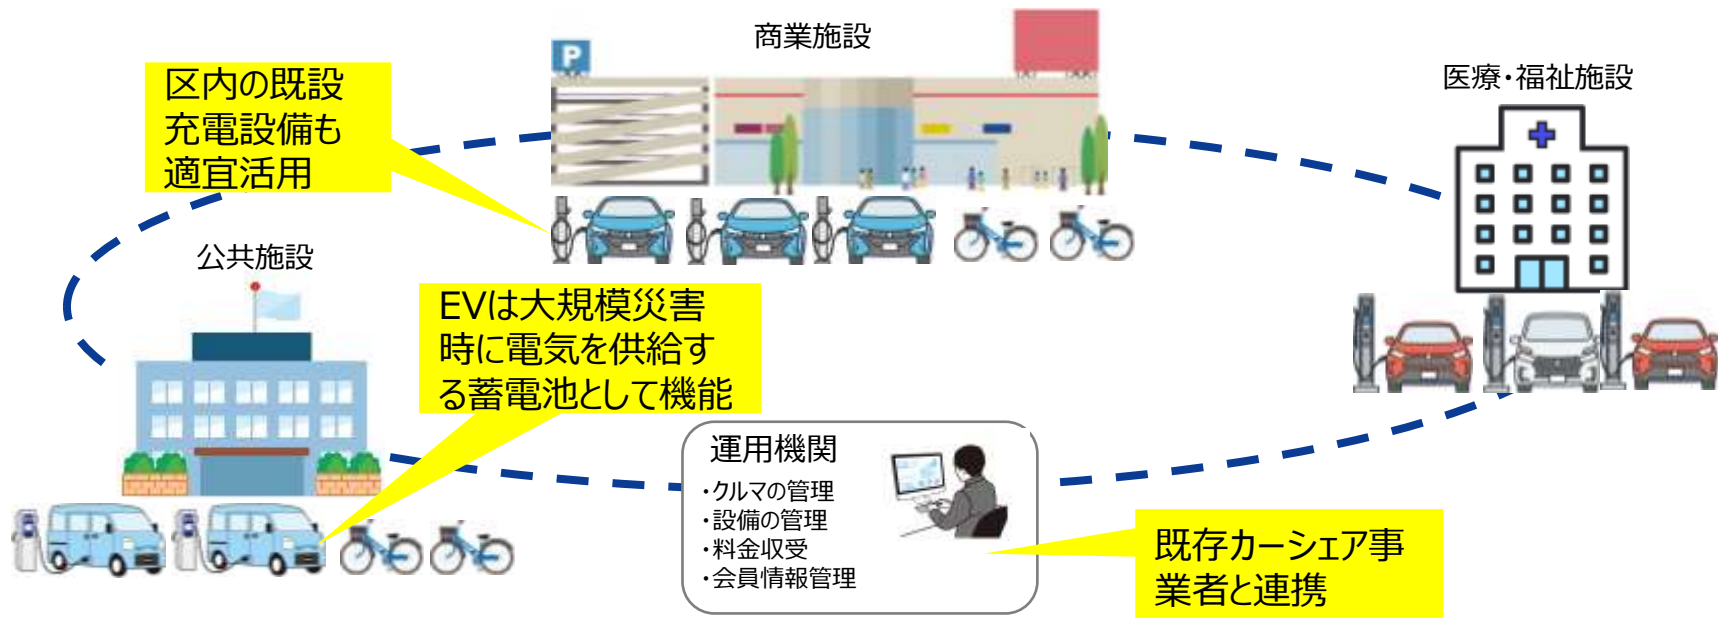 商業施設
P
医療・福祉施設
区内の既設
充電設備も
適宜活用
公共施設
EVは大規模災害
時に電気を供給す
る蓄電池として機能
運用機関
・クルマの管理
・設備の管理
・料金収受
・会員情報管理
既存カーシェア事
業者と連携